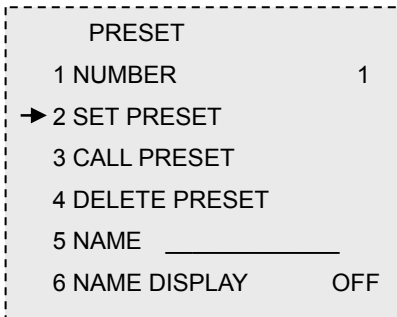 PRESET
1 NUMBER 1
2 SET PRESET
3 CALL PRESET
4 DELETE PRESET
5 NAME
6 NAME DISPLAY OFF